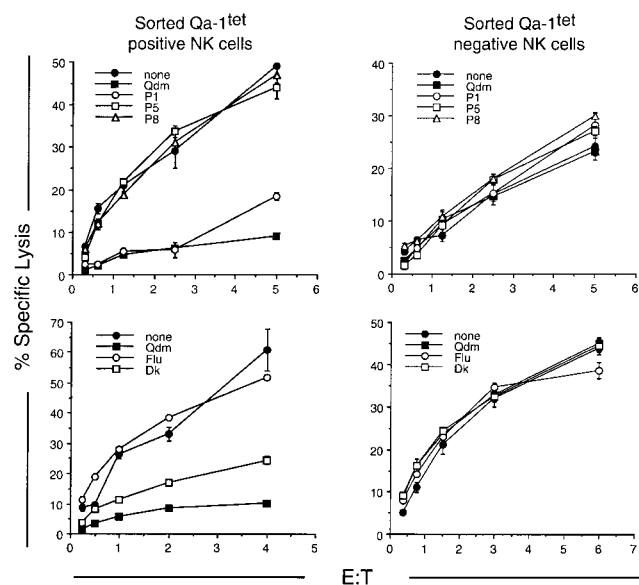 Sorted Qa-1tet
positive NK cells
Sorted Qa-1tet
negative NK cells
% Specific Lysis
50
40
30
20
10
0
none
Qdm
P1
P5
P8
0 1 2 3 4 5 6
40
30
20
10
0
none
Qdm
P1
P5
P8
0 1 2 3 4 5 6
70
60
50
40
30
20
10
0
none
Qdm
Flu
Dk
0 1 2 3 4 5
50
40
30
20
10
0
none
Qdm
Flu
Dk
0 1 2 3 4 5 6 7
E:T